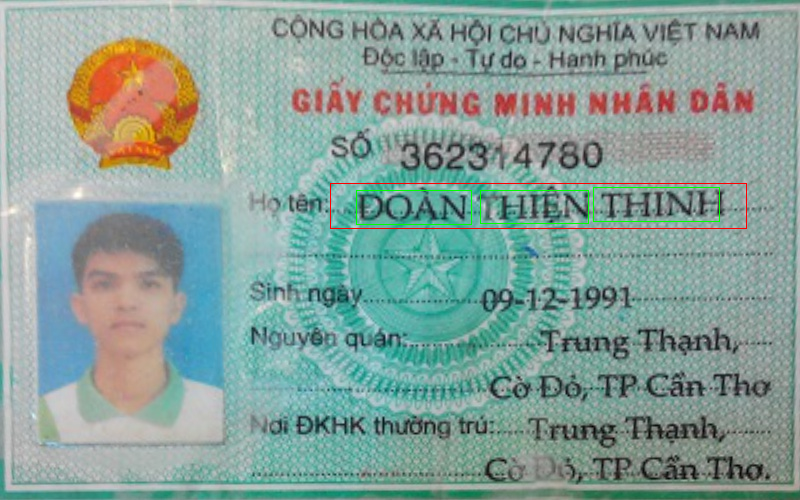 CỘNG HÒA XÃ HỘI CHỦ NGHĨA VIỆT NAM
Độc lập - Tự do - Hạnh phúc
GIẤY CHỨNG MINH NHÂN DÂN
SỐ 362314780
Họ tên: ĐOÀN THIỆN THINH
Sinh ngày 09-12-1991
Nguyên quán: Trung Thạnh,
Cờ Đỏ, TP Cần Thơ
Nơi ĐKHK thường trú: Trung Thạnh,
Cờ Đỏ, TP Cần Thơ.
VIỆT NAM